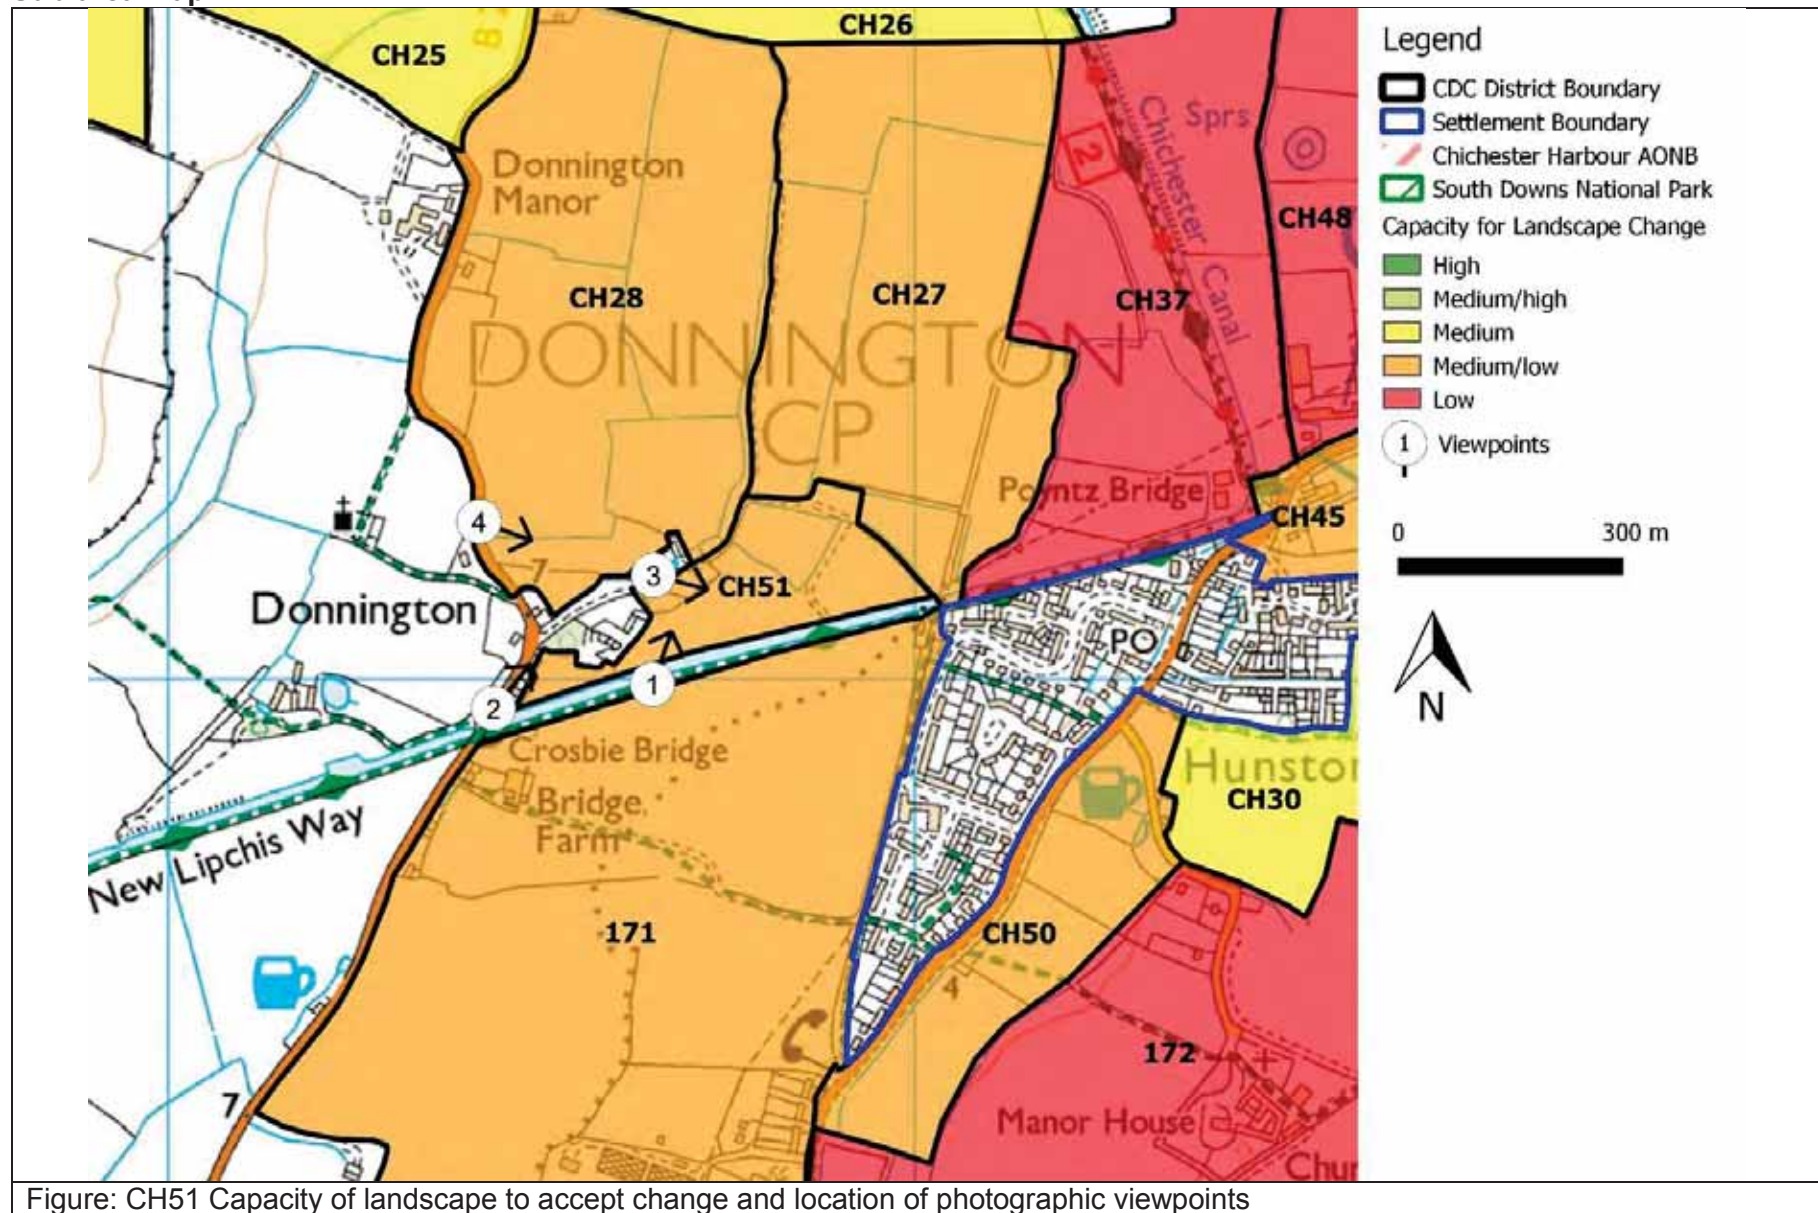 CH25
CH26
Donnington
Manor
Sprs
2
Chichester Canal
CH48
CH28
CH27
CH37
DONNINGTON
CP
Poyntz Bridge
CH45
4
7
3
CH51
Donnington
PO
1
2
Crosbie Bridge
Bridge
Farm
New Lipchis Way
Hunston
CH30
171
CH50
4
172
7
Manor House
Legend
CDC District Boundary
Settlement Boundary
Chichester Harbour AONB
South Downs National Park
Capacity for Landscape Change
High
Medium/high
Medium
Medium/low
Low
1 Viewpoints
0 300 m
N
Figure: CH51 Capacity of landscape to accept change and location of photographic viewpoints